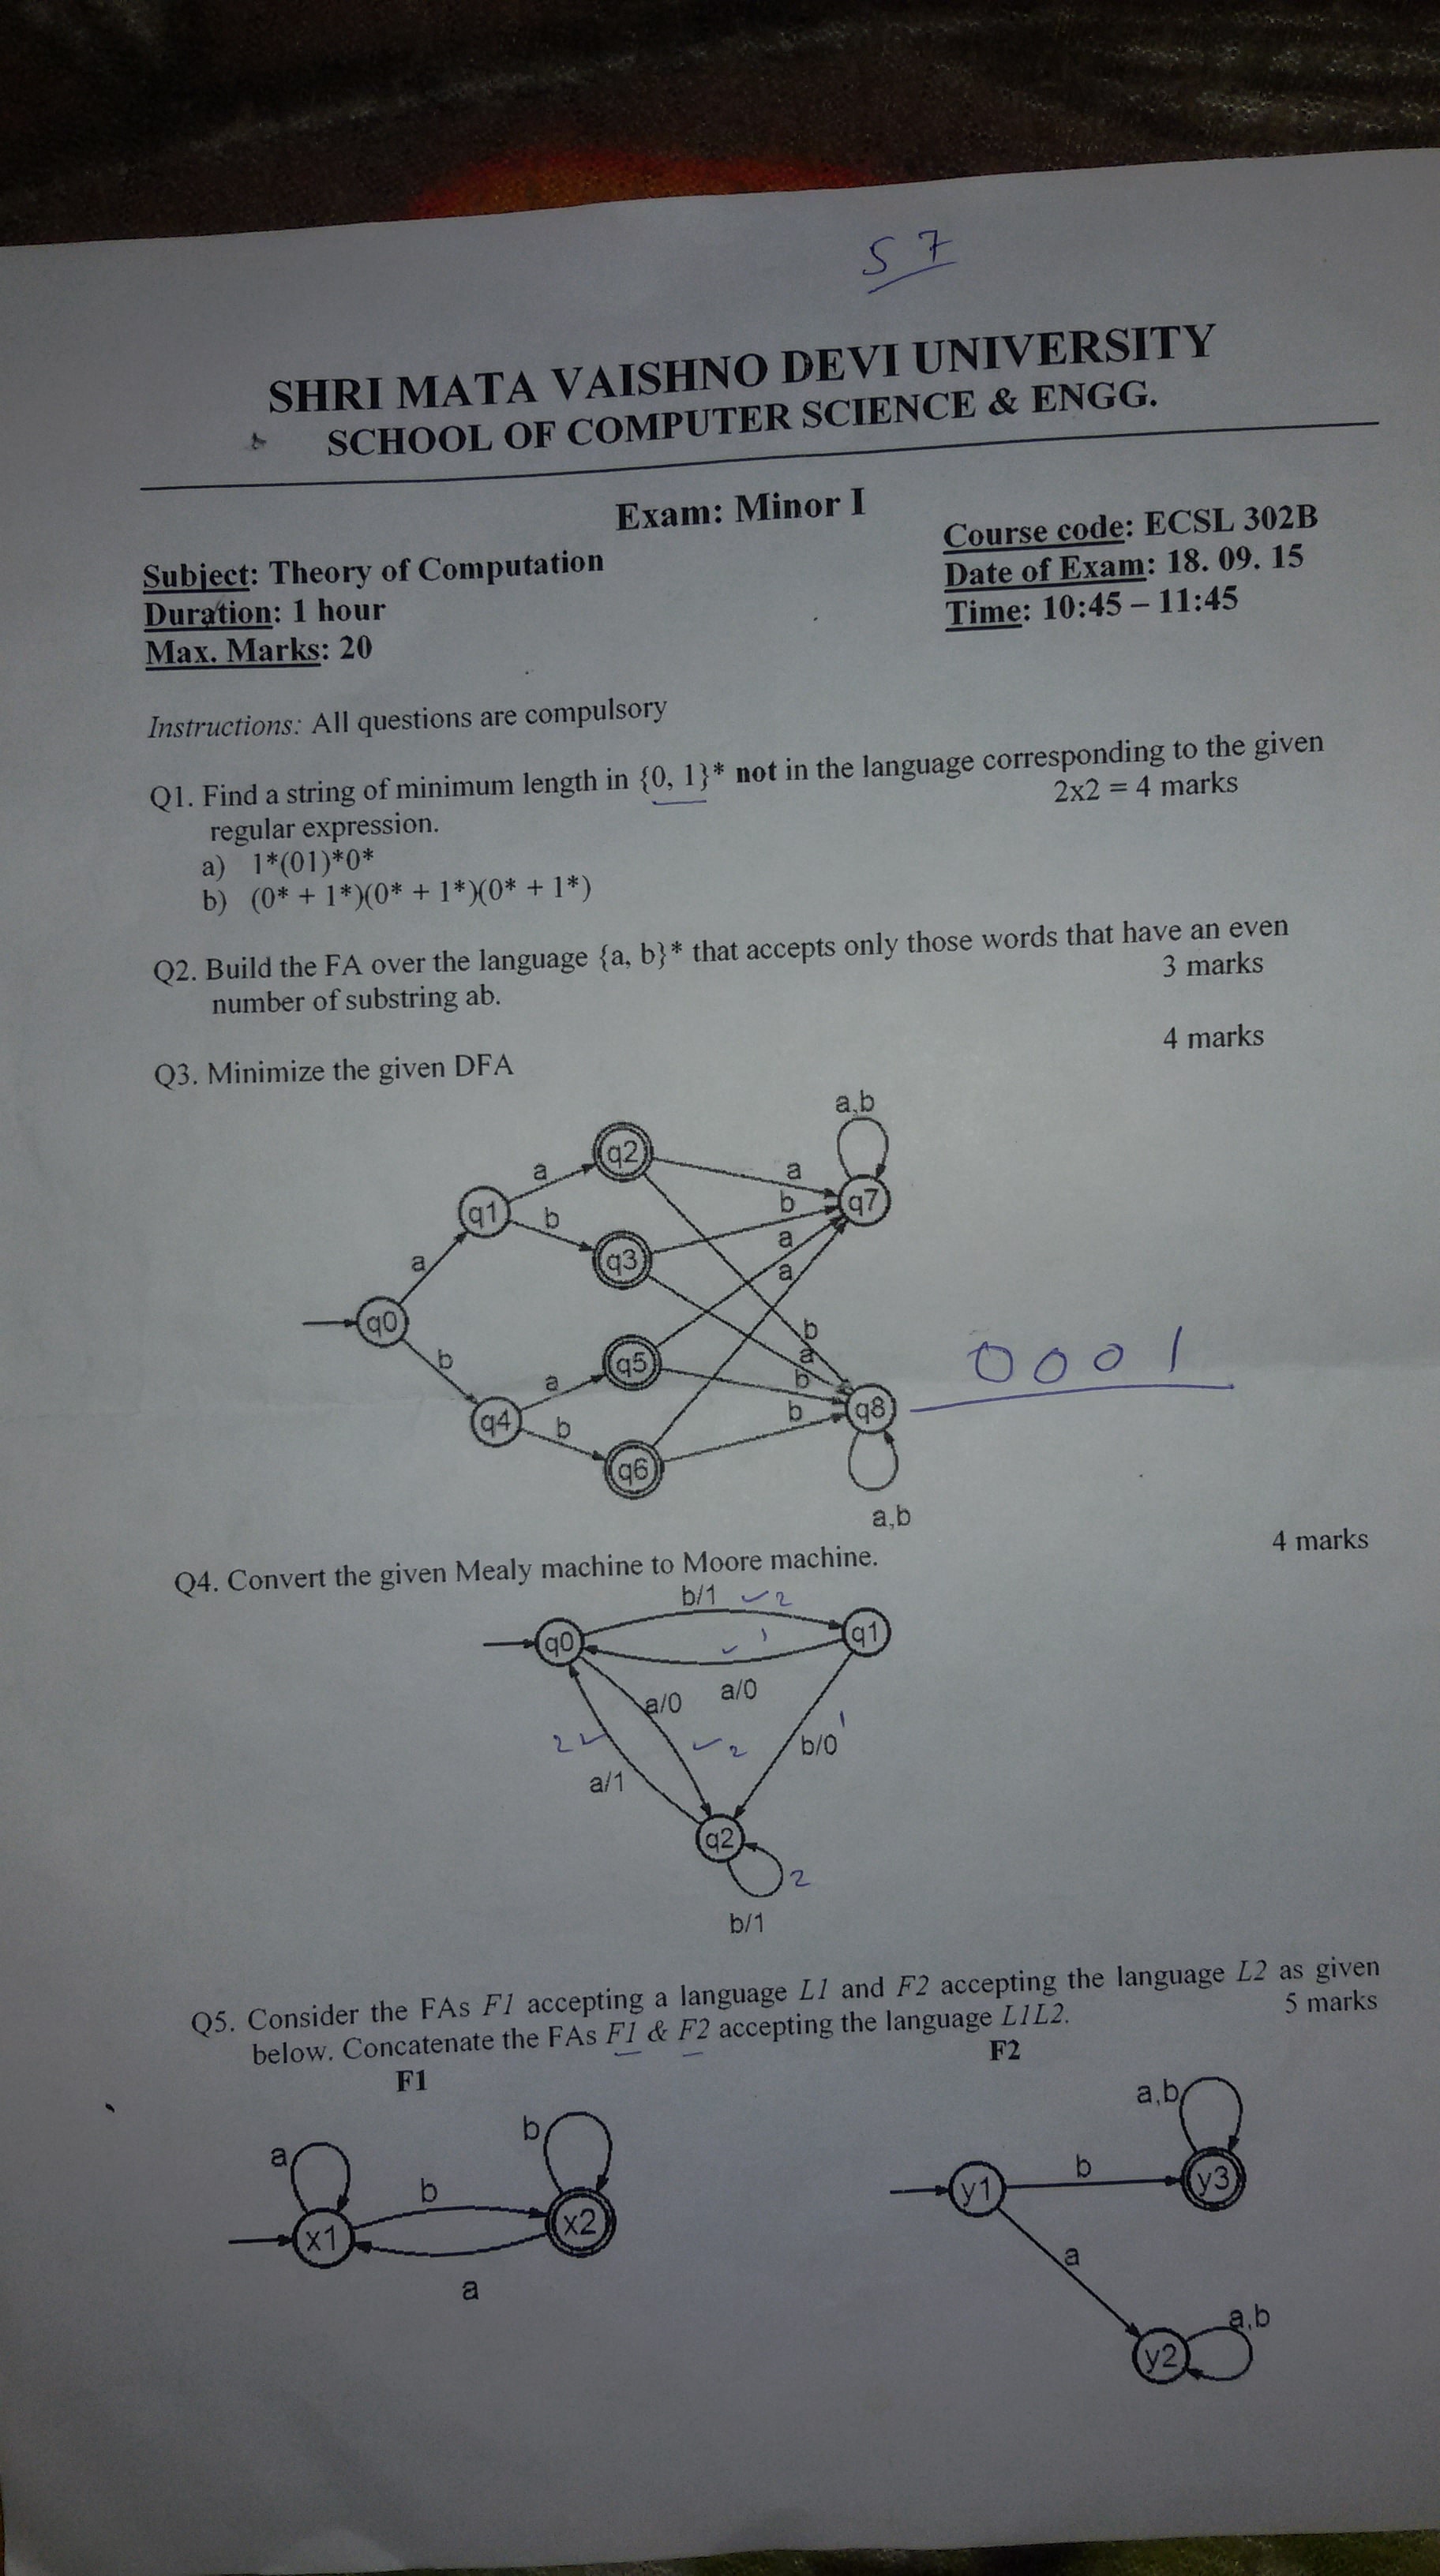 57
SHRI MATA VAISHNO DEVI UNIVERSITY
SCHOOL OF COMPUTER SCIENCE & ENGG.
Exam: Minor I
Subject: Theory of Computation
Course code: ECSL 302B
Duration: 1 hour
Date of Exam: 18. 09. 15
Max. Marks: 20
Time: 10:45 – 11:45
Instructions: All questions are compulsory
Q1. Find a string of minimum length in {0, 1}* not in the language corresponding to the given
regular expression.
2x2 = 4 marks
a) 1*(01)*0*
b) (0* + 1*)(0* + 1*)(0* + 1*)
Q2. Build the FA over the language {a, b}* that accepts only those words that have an even
number of substring ab.
3 marks
Q3. Minimize the given DFA
4 marks
a,b
q2
a
a
q7
q1
b
b
a
q3
a
a
q0
b
b
a
q5
a
b
0001
q4
b
b
q8
q6
a,b
Q4. Convert the given Mealy machine to Moore machine.
4 marks
b/1 ✓2
q0
✓1
q1
a/0
a/0
2✓
✓2
b/0
1
a/1
q2
2
b/1
Q5. Consider the FAs F1 accepting a language L1 and F2 accepting the language L2 as given
below. Concatenate the FAs F1 & F2 accepting the language L1L2.
5 marks
F1
F2
a,b
b
a
b
b
y1
y3
x1
x2
a
a
a,b
y2